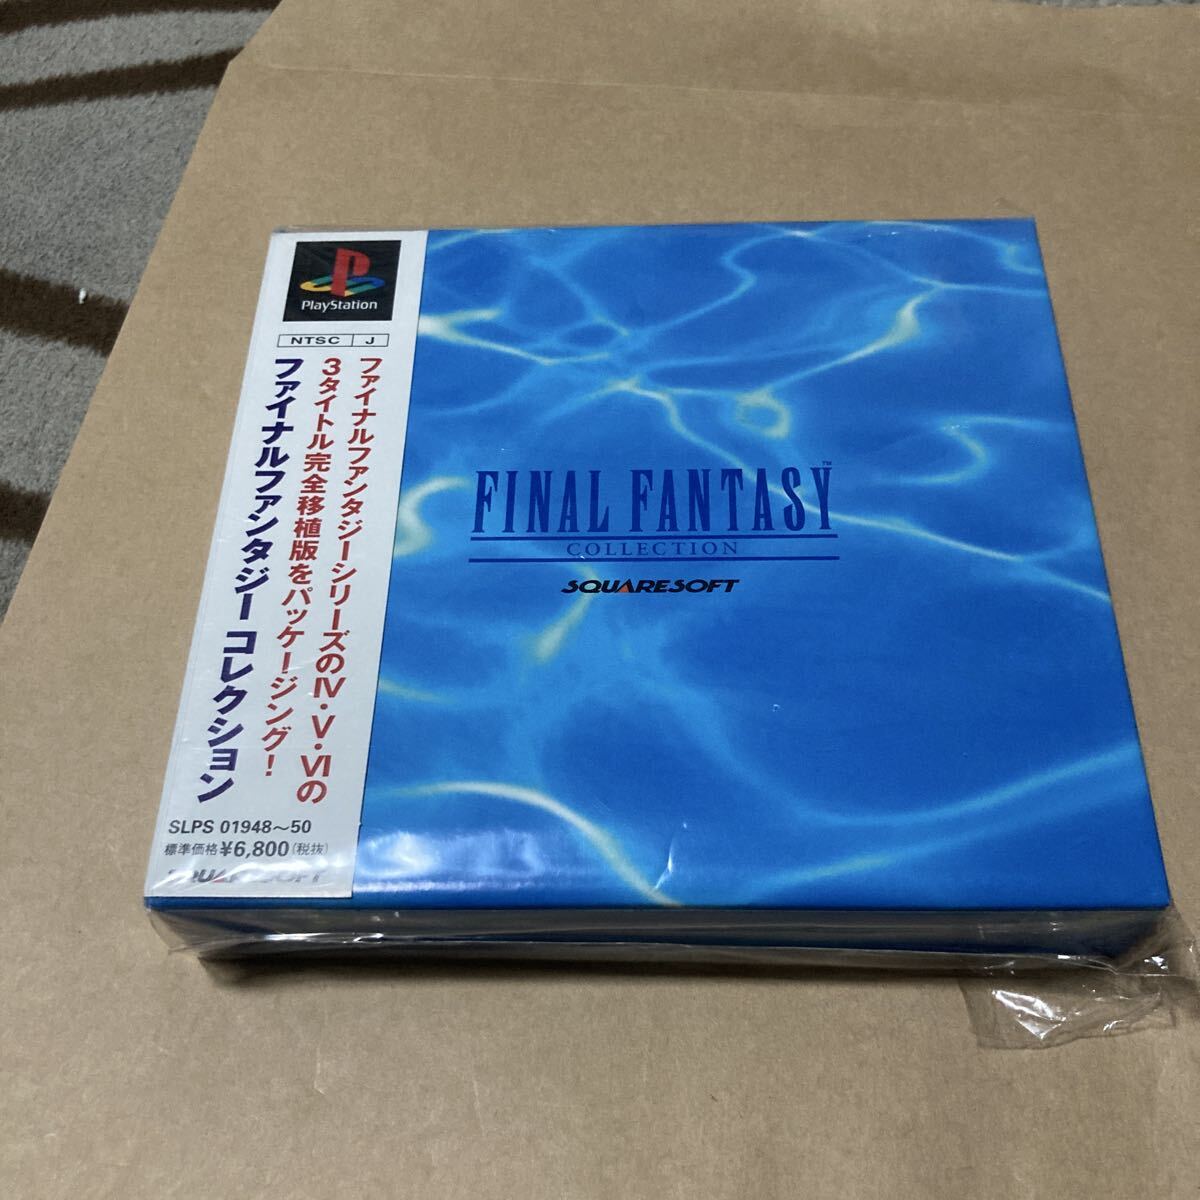 PlayStation
NTSC J
ファイナルファンタジーシリーズのⅣ・Ⅴ・Ⅵの
3タイトル完全移植版をパッケージング!
ファイナルファンタジー コレクション
SLPS 01948~50
標準価格¥6,800(税抜)
SQUARESOFT
FINAL FANTASY™
COLLECTION
SQUARESOFT